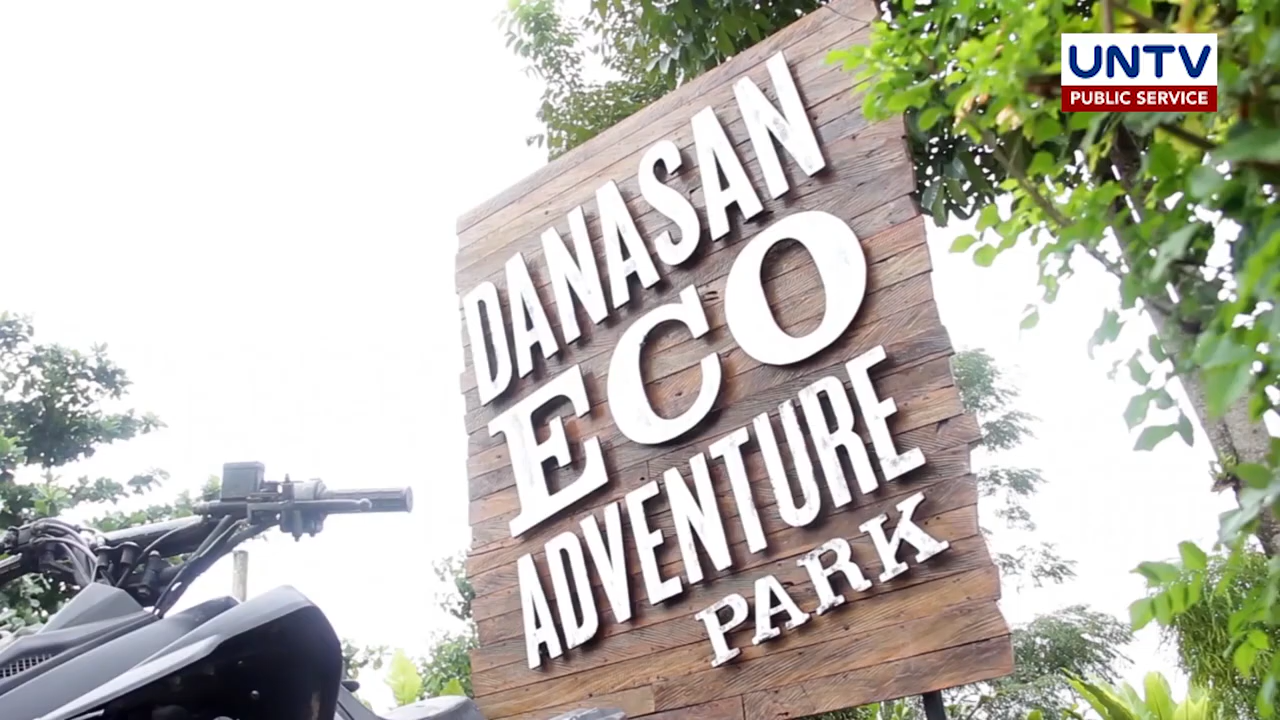 UNTV
PUBLIC SERVICE
DANASAN
ECO
ADVENTURE
PARK